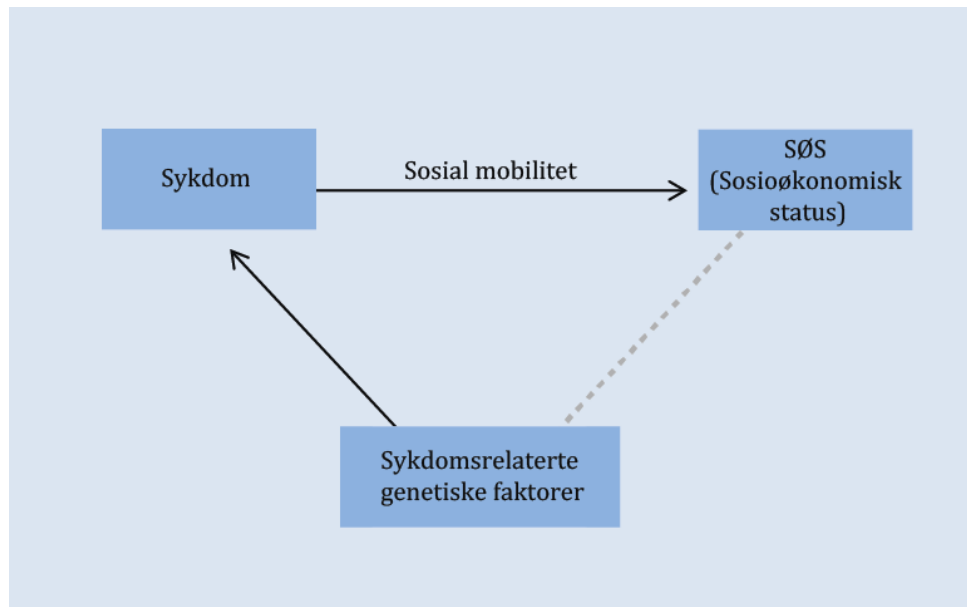 Sykdom
Sosial mobilitet
SØS
(Sosioøkonomisk
status)
Sykdomsrelaterte
genetiske faktorer